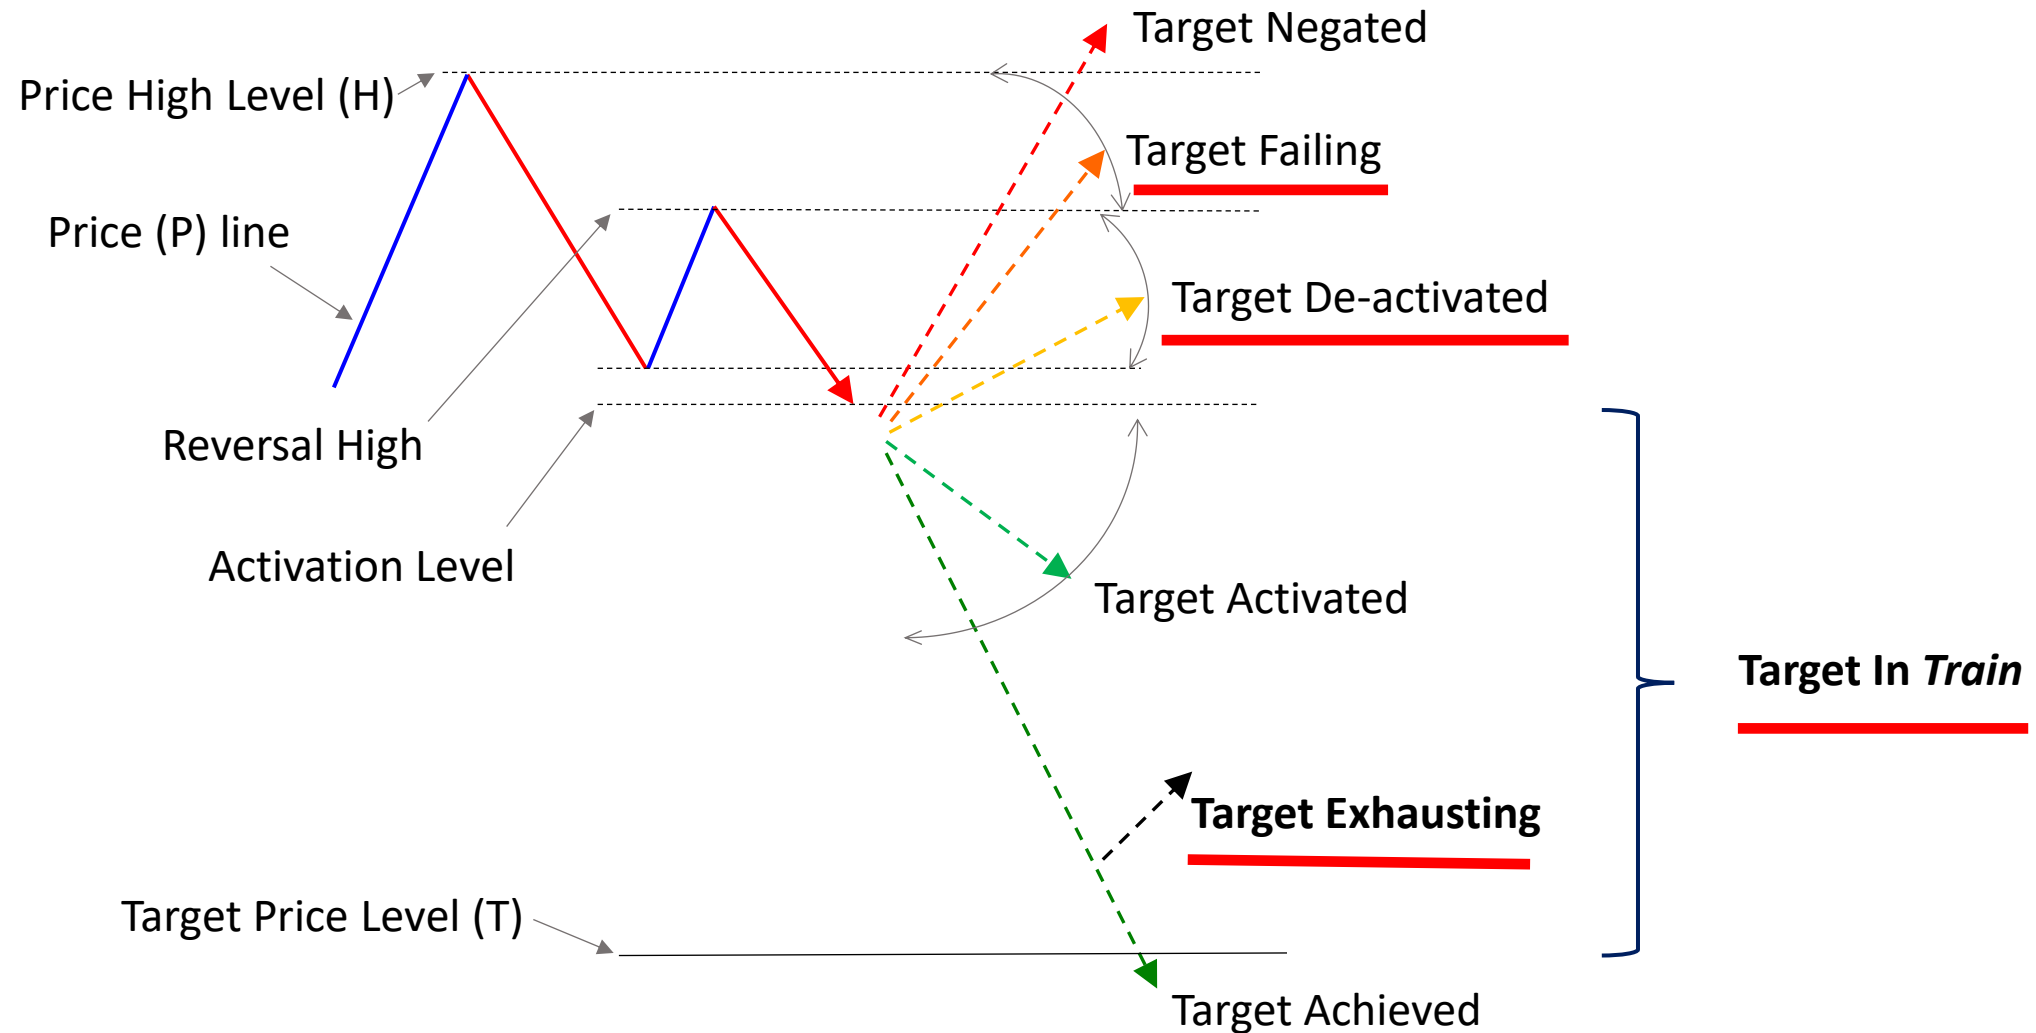 Target Negated
Price High Level (H)
Target Failing
Price (P) line
Target De-activated
Reversal High
Activation Level
Target Activated
Target In Train
Target Exhausting
Target Price Level (T)
Target Achieved